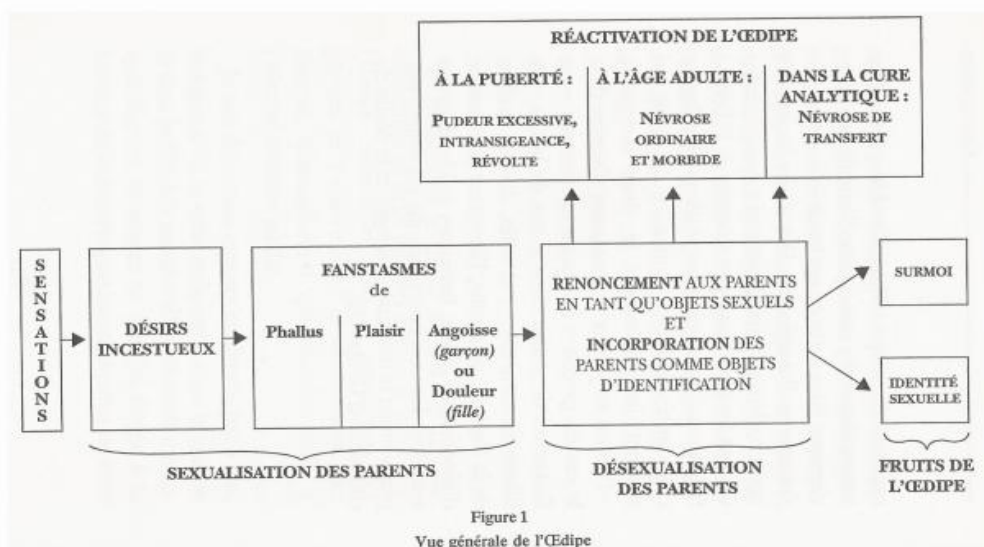 RÉACTIVATION DE L'ŒDIPE
À LA PUBERTÉ :
PUDEUR EXCESSIVE,
INTRANSIGEANCE,
RÉVOLTE
À L'ÂGE ADULTE :
NÉVROSE
ORDINAIRE
ET MORBIDE
DANS LA CURE
ANALYTIQUE :
NÉVROSE DE
TRANSFERT
SENSATIONS
DÉSIRS
INCESTUEUX
FANSTASMES
de
Phallus
Plaisir
Angoisse
(garçon)
ou
Douleur
(fille)
RENONCEMENT AUX PARENTS
EN TANT QU'OBJETS SEXUELS
ET
INCORPORATION DES
PARENTS COMME OBJETS
D'IDENTIFICATION
SURMOI
IDENTITÉ
SEXUELLE
SEXUALISATION DES PARENTS
DÉSEXUALISATION
DES PARENTS
FRUITS DE
L'ŒDIPE
Figure 1
Vue générale de l'Œdipe